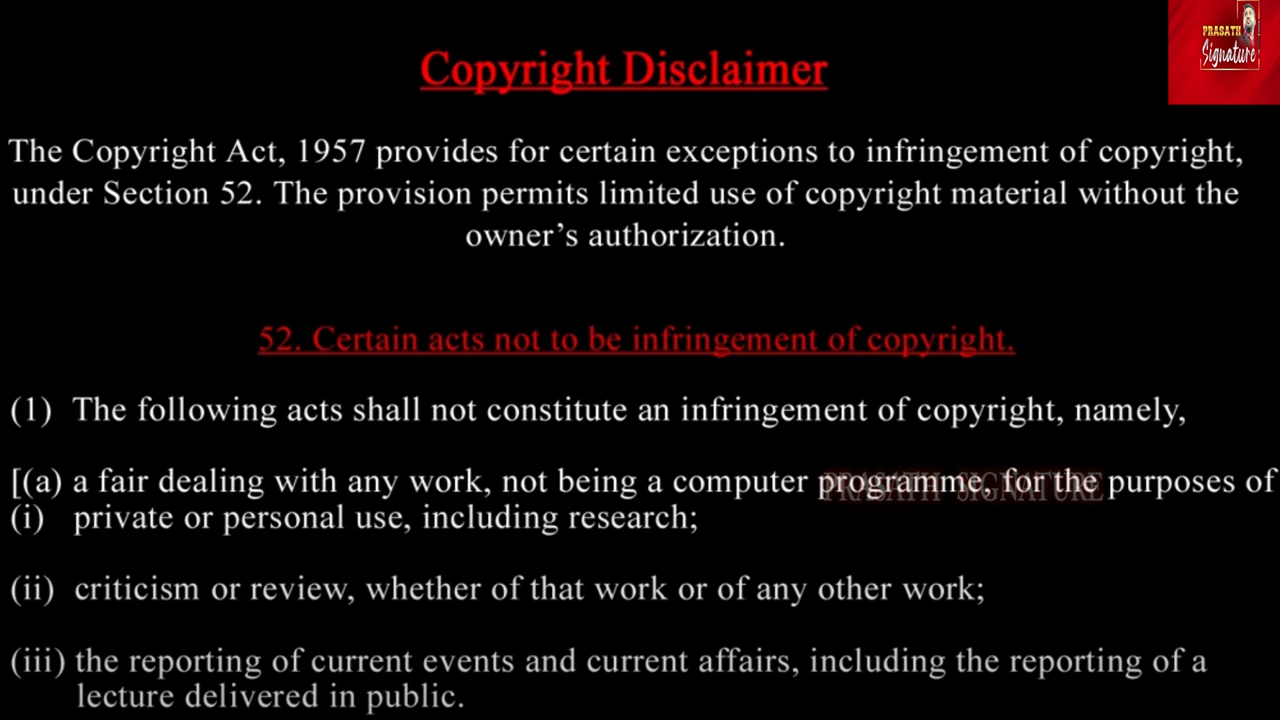 PRASATH
Signature
Copyright Disclaimer
The Copyright Act, 1957 provides for certain exceptions to infringement of copyright,
under Section 52. The provision permits limited use of copyright material without the
owner’s authorization.
52. Certain acts not to be infringement of copyright.
(1) The following acts shall not constitute an infringement of copyright, namely,
[(a) a fair dealing with any work, not being a computer programme, for the purposes of
PRASATH SIGNATURE
(i) private or personal use, including research;
(ii) criticism or review, whether of that work or of any other work;
(iii) the reporting of current events and current affairs, including the reporting of a
lecture delivered in public.